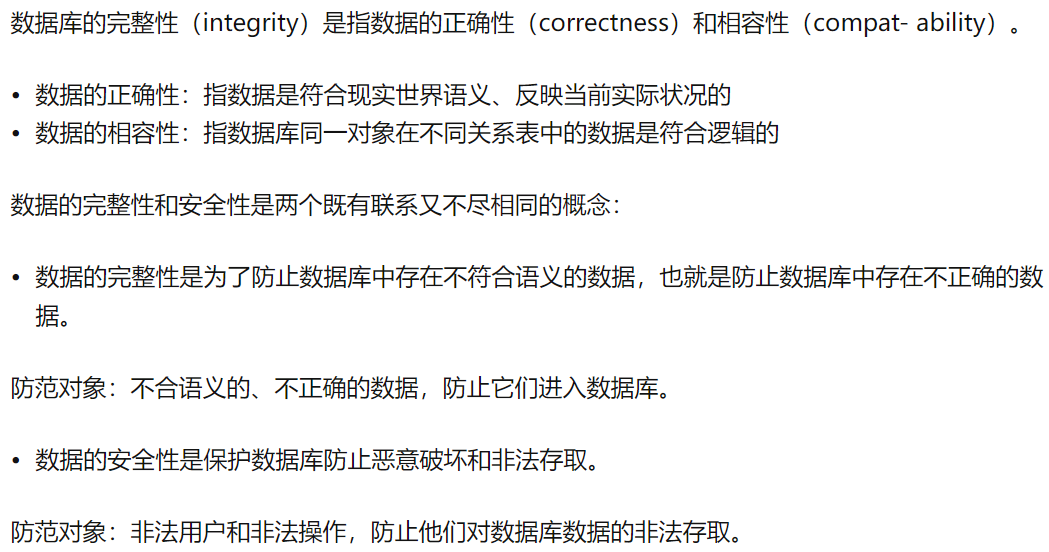 数据库的完整性（integrity）是指数据的正确性（correctness）和相容性（compat- ability）。
• 数据的正确性：指数据是符合现实世界语义、反映当前实际状况的
• 数据的相容性：指数据库同一对象在不同关系表中的数据是符合逻辑的
数据的完整性和安全性是两个既有联系又不尽相同的概念：
• 数据的完整性是为了防止数据库中存在不符合语义的数据，也就是防止数据库中存在不正确的数
据。
防范对象：不合语义的、不正确的数据，防止它们进入数据库。
• 数据的安全性是保护数据库防止恶意破坏和非法存取。
防范对象：非法用户和非法操作，防止他们对数据库数据的非法存取。